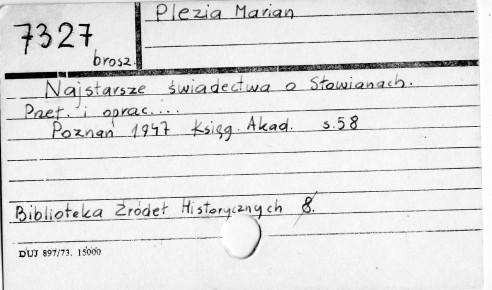 Plezia Marian
7327
brosz.
Najstarsze świadectwa o Słowianach.
Przeł. i oprac....
Poznań 1947 Księg. Akad. s.58
Biblioteka Źródeł Historycznych 8.
DUJ 897/73. 15000